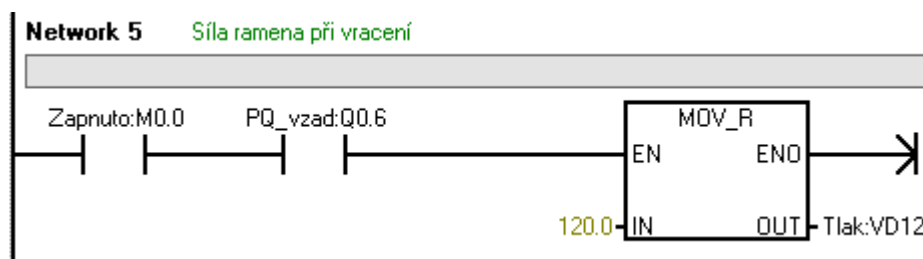 Network 5 Síla ramena při vracení
Zapnuto:M0.0 PQ_vzad:Q0.6 MOV_R
EN ENO
120.0 IN OUT Tlak:VD12